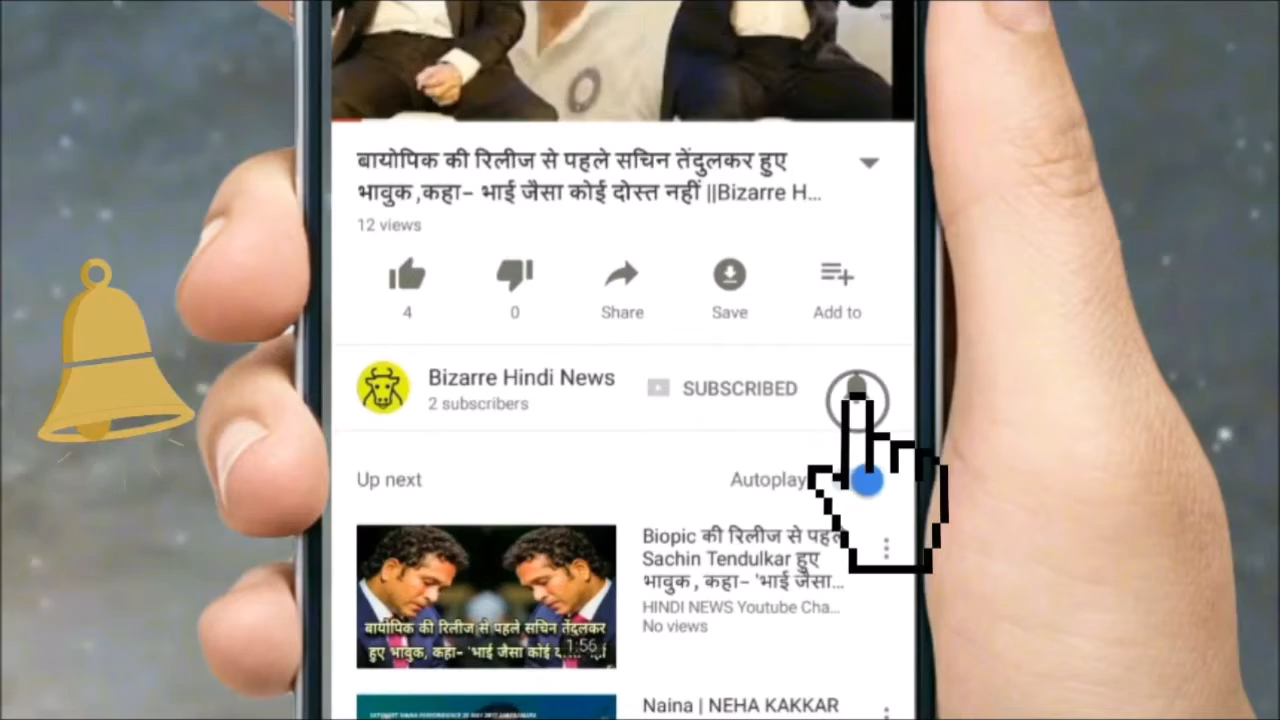 बायोपिक की रिलीज से पहले सचिन तेंदुलकर हुए
भावुक,कहा– भाई जैसा कोई दोस्त नहीं ||Bizarre H...
12 views
4
0
Share
Save
Add to
Bizarre Hindi News
SUBSCRIBED
2 subscribers
Up next
Autoplay
Biopic की रिलीज से पहले
Sachin Tendulkar हुए
भावुक, कहा– 'भाई जैसा...
HINDI NEWS Youtube Cha...
No views
बायोपिक की रिलीज से पहले सचिन तेंदुलकर
हुए भावुक, कहा– 'भाई जैसा कोई
1:56
Naina | NEHA KAKKAR